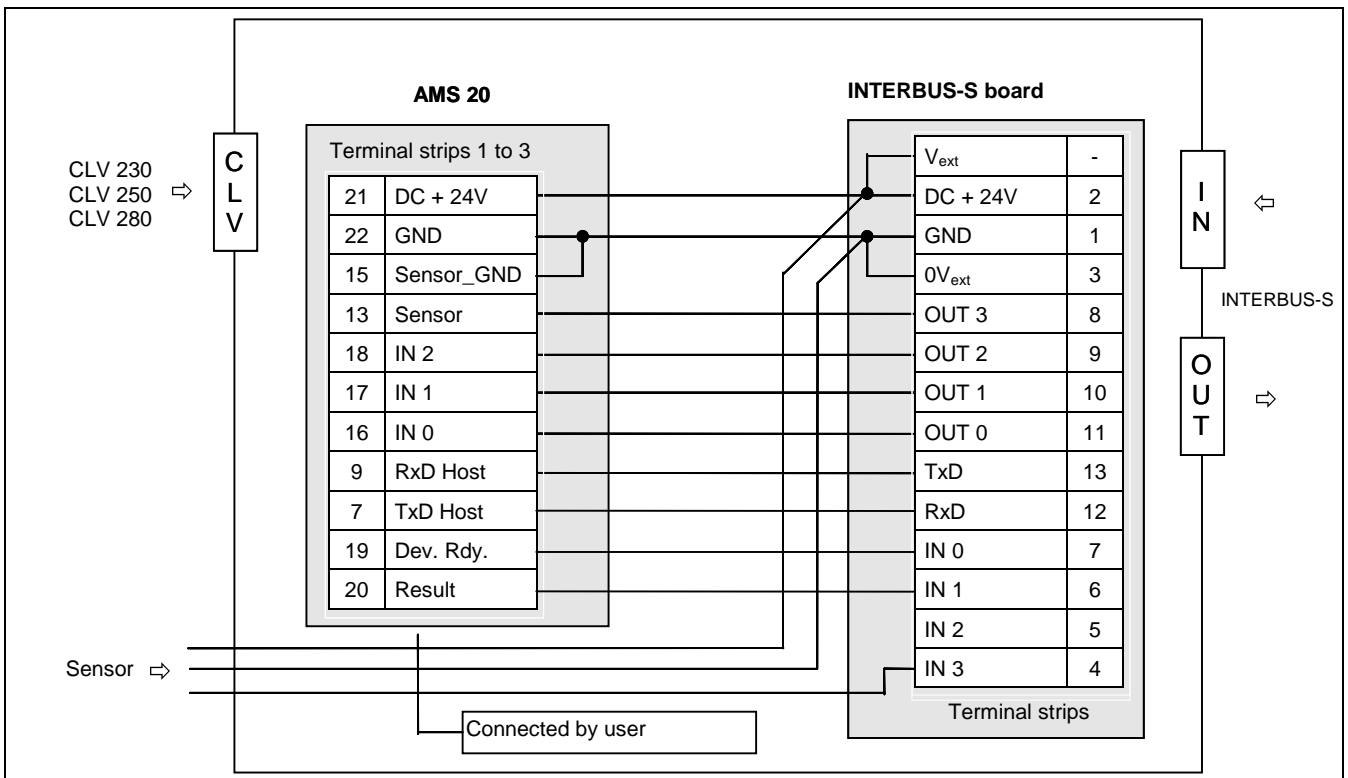 AMS 20
INTERBUS-S board
CLV 230
CLV 250 ⇨
CLV 280
CLV
Terminal strips 1 to 3
21 DC + 24V
22 GND
15 Sensor_GND
13 Sensor
18 IN 2
17 IN 1
16 IN 0
9 RxD Host
7 TxD Host
19 Dev. Rdy.
20 Result
Vext -
DC + 24V 2
GND 1
0Vext 3
OUT 3 8
OUT 2 9
OUT 1 10
OUT 0 11
TxD 13
RxD 12
IN 0 7
IN 1 6
IN 2 5
IN 3 4
Terminal strips
IN ⇦
INTERBUS-S
OUT ⇨
Sensor ⇨
Connected by user